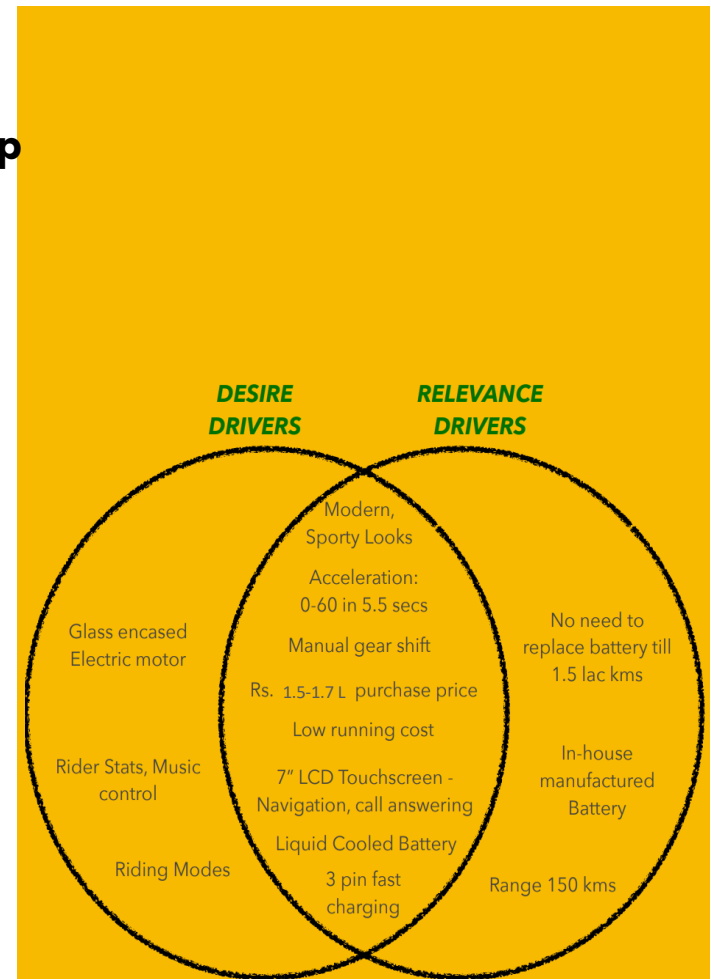 p
DESIRE
DRIVERS
RELEVANCE
DRIVERS
Glass encased
Electric motor
Rider Stats, Music
control
Riding Modes
Modern,
Sporty Looks
Acceleration:
0-60 in 5.5 secs
Manual gear shift
Rs. 1.5-1.7 L purchase price
Low running cost
7” LCD Touchscreen -
Navigation, call answering
Liquid Cooled Battery
3 pin fast
charging
No need to
replace battery till
1.5 lac kms
In-house
manufactured
Battery
Range 150 kms